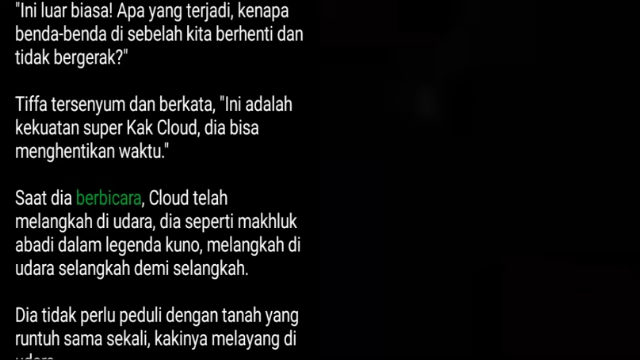 "Ini luar biasa! Apa yang terjadi, kenapa
benda-benda di sebelah kita berhenti dan
tidak bergerak?"
Tiffa tersenyum dan berkata, "Ini adalah
kekuatan super Kak Cloud, dia bisa
menghentikan waktu."
Saat dia berbicara, Cloud telah
melangkah di udara, dia seperti makhluk
abadi dalam legenda kuno, melangkah di
udara selangkah demi selangkah.
Dia tidak perlu peduli dengan tanah yang
runtuh sama sekali, kakinya melayang di